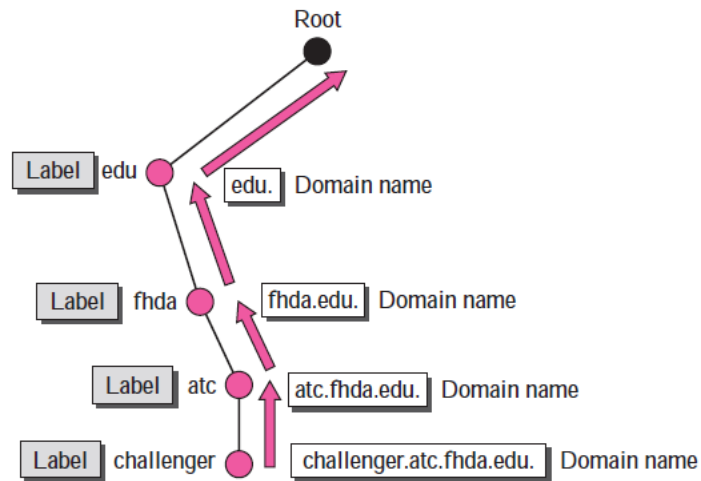 Root
Label edu
edu. Domain name
Label fhda
fhda.edu. Domain name
Label atc
atc.fhda.edu. Domain name
Label challenger
challenger.atc.fhda.edu. Domain name